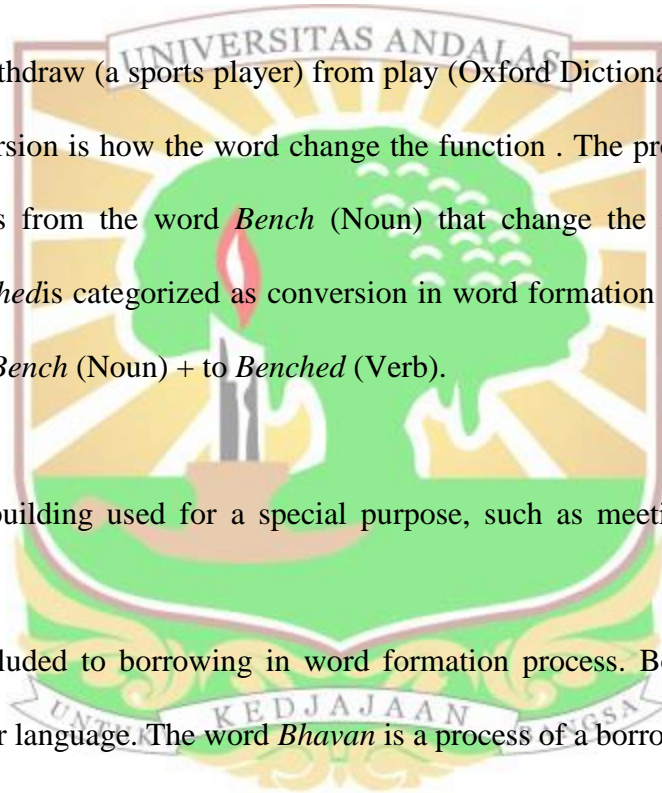 UNIVERSITAS ANDALAS
thdraw (a sports player) from play (Oxford Dictiona
rsion is how the word change the function . The pr
s from the word Bench (Noun) that change the
hedis categorized as conversion in word formation
Bench (Noun) + to Benched (Verb).
building used for a special purpose, such as meeti
luded to borrowing in word formation process. B
r language. The word Bhavan is a process of a borro
UNTUK KEDJAJAAN BANGSA